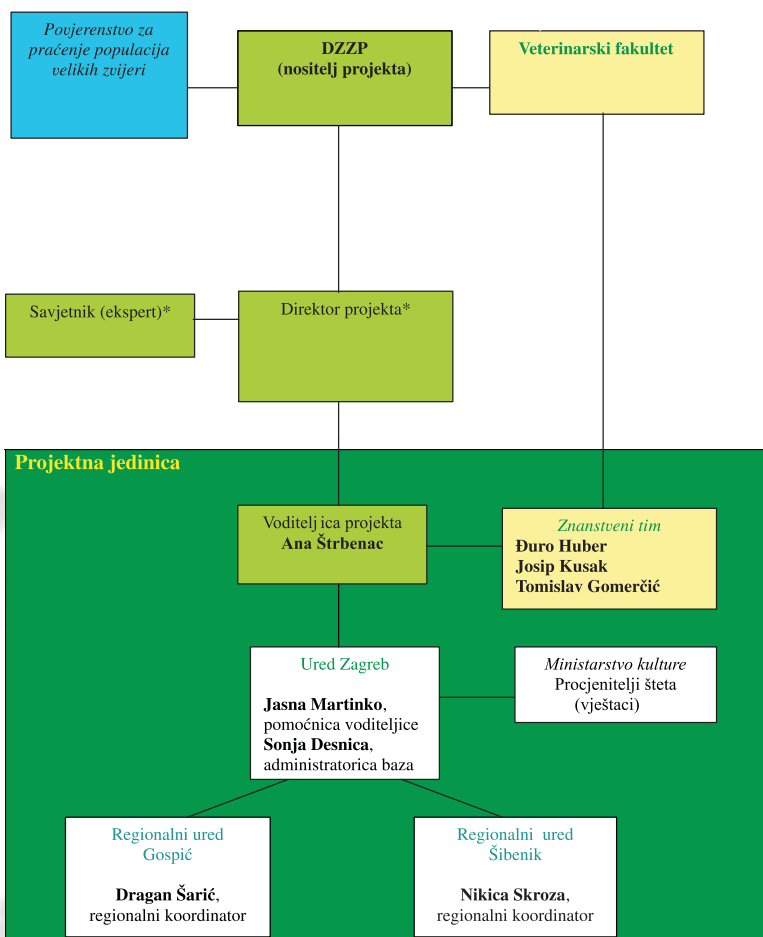 Povjerenstvo za
praćenje populacija
velikih zvijeri
DZZP
(nositelj projekta)
Veterinarski fakultet
Savjetnik (ekspert)*
Direktor projekta*
Projektna jedinica
Voditeljica projekta
Ana Štrbenac
Znanstveni tim
Đuro Huber
Josip Kusak
Tomislav Gomerčić
Ured Zagreb
Jasna Martinko,
pomoćnica voditeljice
Sonja Desnica,
administratorica baza
Ministarstvo kulture
Procjenitelji šteta
(vještaci)
Regionalni ured
Gospić
Dragan Šarić,
regionalni koordinator
Regionalni ured
Šibenik
Nikica Skroza,
regionalni koordinator